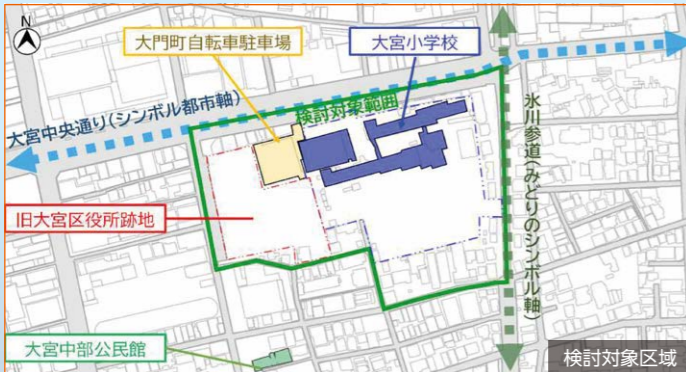 N
大門町自転車駐車場
大宮小学校
大宮中央通り(シンボル都市軸)
検討対象範囲
氷川参道(みどりのシンボル軸)
旧大宮区役所跡地
大宮中部公民館
検討対象区域